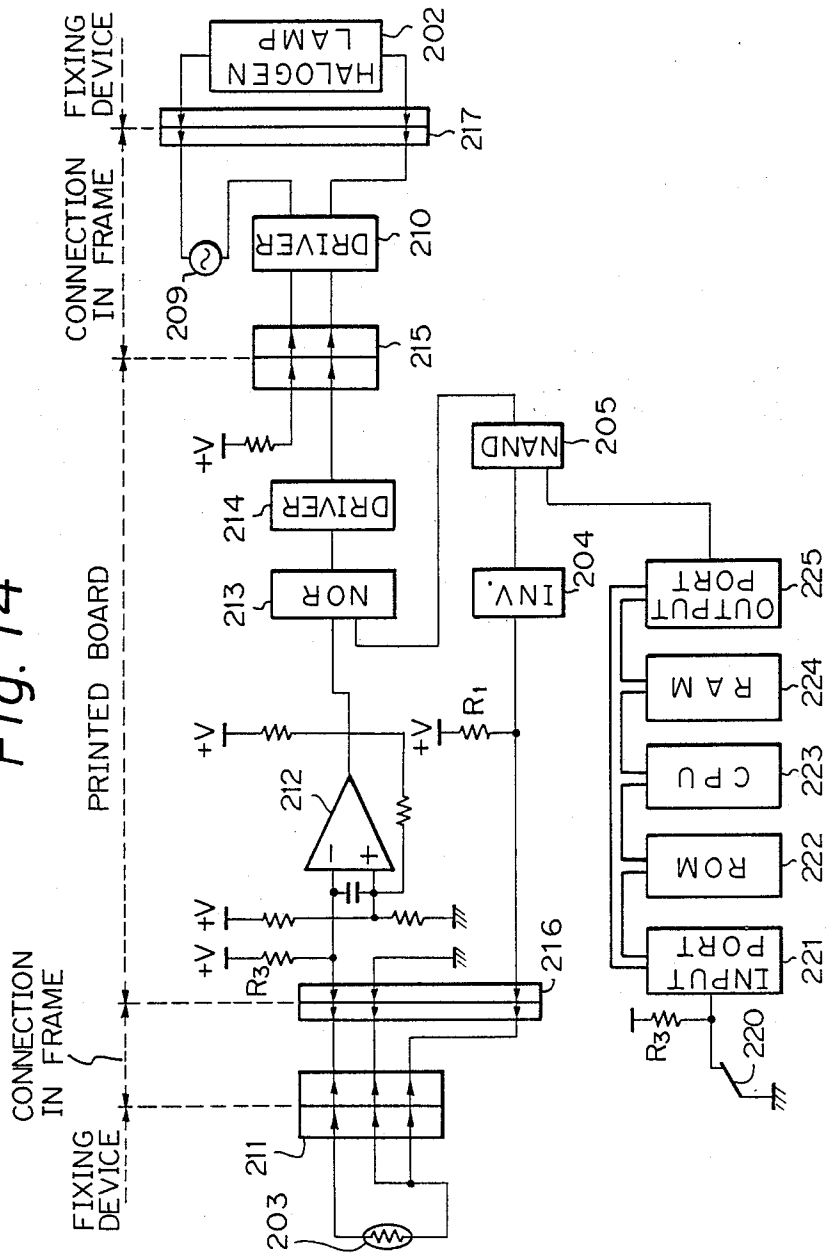 Fig. 14
FIXING
DEVICE
CONNECTION
IN FRAME
PRINTED BOARD
CONNECTION
IN FRAME
FIXING
DEVICE
203
211
216
R3
+V
+V
−
+
212
+V
+V
R1
NOR
213
DRIVER
214
+V
215
209
DRIVER
210
217
HALOGEN
LAMP
202
INV.
204
NAND
205
R3
220
INPUT
PORT
221
ROM
222
CPU
223
RAM
224
OUTPUT
PORT
225